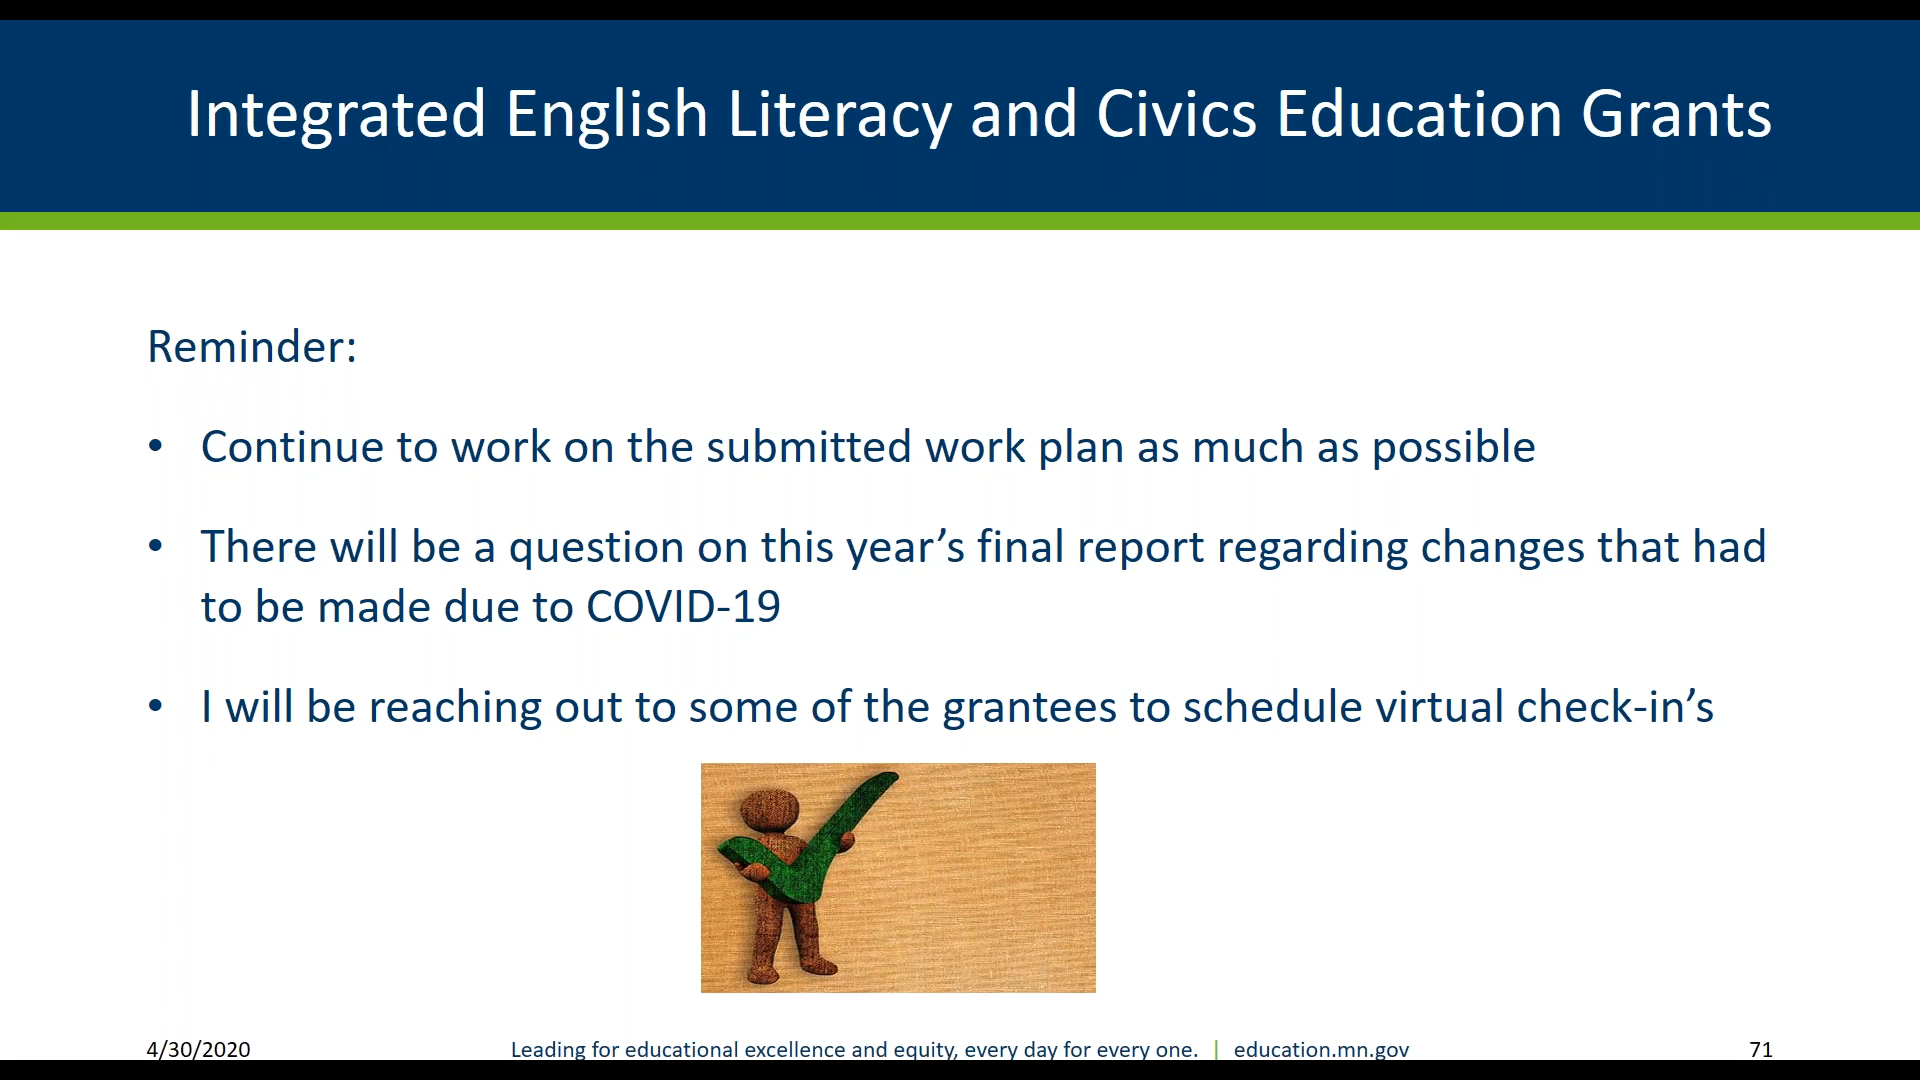 Integrated English Literacy and Civics Education Grants
Reminder:
• Continue to work on the submitted work plan as much as possible
• There will be a question on this year’s final report regarding changes that had
to be made due to COVID-19
• I will be reaching out to some of the grantees to schedule virtual check-in’s
4/30/2020
Leading for educational excellence and equity, every day for every one. | education.mn.gov
71